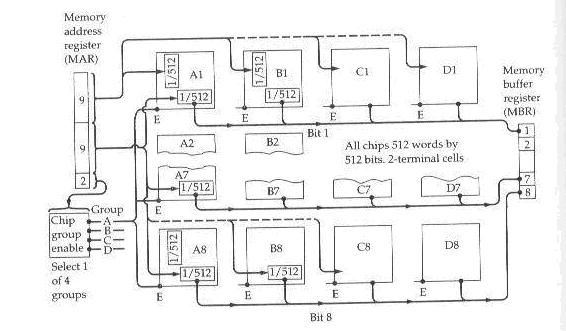 Memory
address
register
(MAR)
9
9
2
1/512
A1
1/512
E
1/512
B1
1/512
E
C1
E
D1
E
Memory
buffer
register
(MBR)
1
2
7
8
Bit 1
A2
B2
All chips 512 words by
512 bits. 2-terminal cells
A7
1/512
E
B7
C7
D7
Group
A
B
C
D
Chip
group
enable
Select 1
of 4
groups
1/512
A8
1/512
E
B8
1/512
E
C8
E
D8
E
Bit 8